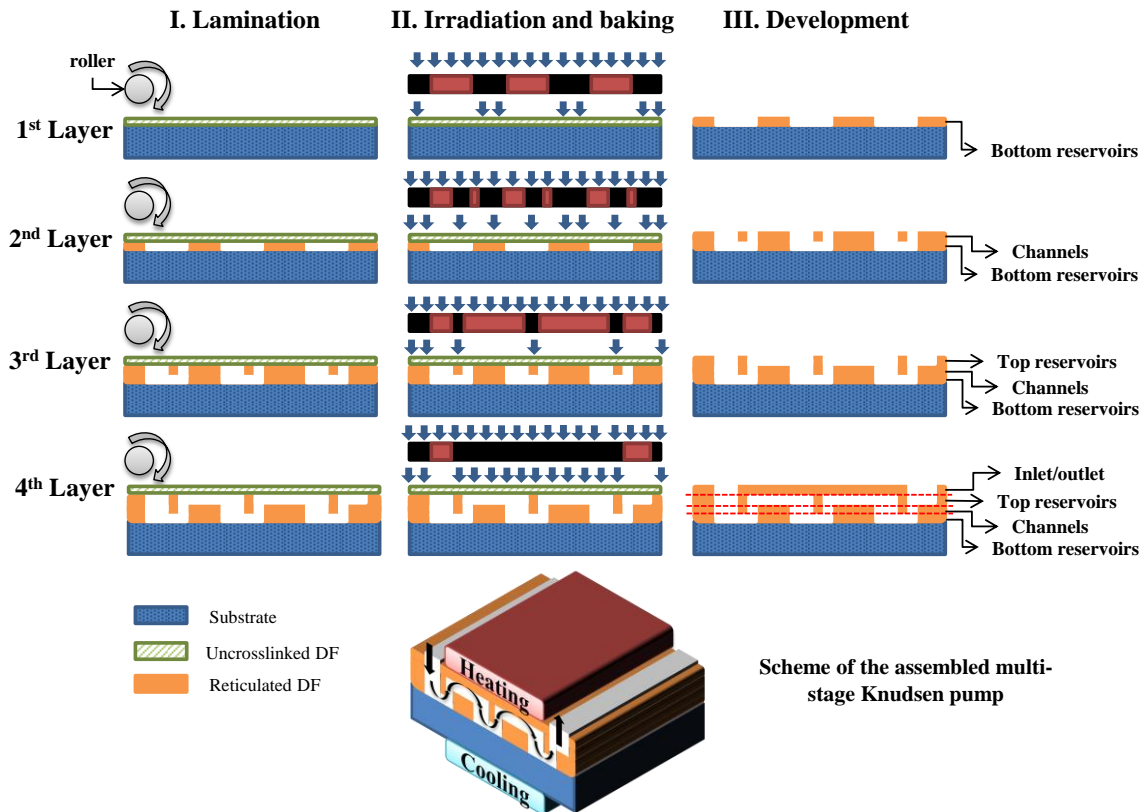 I. Lamination
II. Irradiation and baking
III. Development
roller
1st Layer
Bottom reservoirs
2nd Layer
Channels
Bottom reservoirs
3rd Layer
Top reservoirs
Channels
Bottom reservoirs
4th Layer
Inlet/outlet
Top reservoirs
Channels
Bottom reservoirs
Substrate
Uncrosslinked DF
Reticulated DF
Heating
Cooling
Scheme of the assembled multi-
stage Knudsen pump